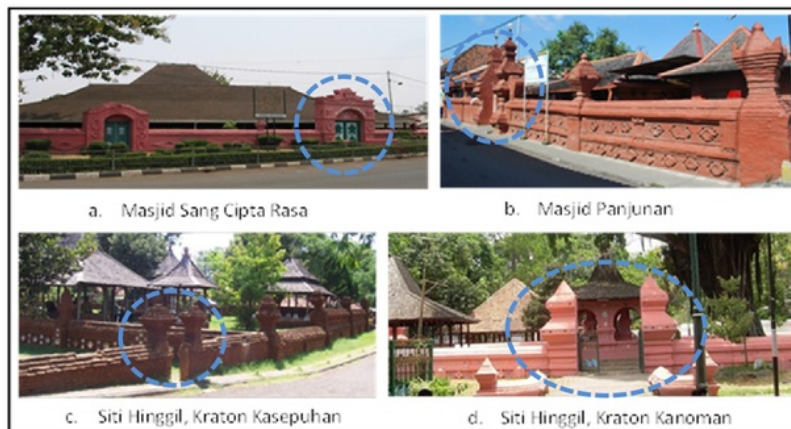 a. Masjid Sang Cipta Rasa
b. Masjid Panjunan
c. Siti Hinggil, Kraton Kasepuhan
d. Siti Hinggil, Kraton Kanoman